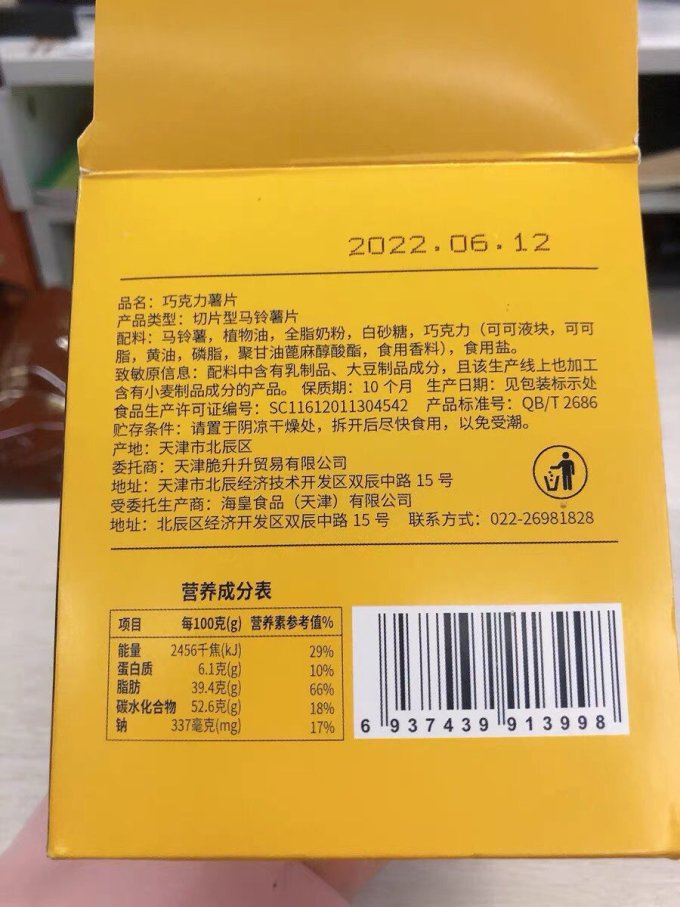 2022.06.12
品名：巧克力薯片
产品类型：切片型马铃薯片
配料：马铃薯，植物油，全脂奶粉，白砂糖，巧克力（可可液块，可可
脂，黄油，磷脂，聚甘油蓖麻醇酸酯，食用香料），食用盐。
致敏原信息：配料中含有乳制品、大豆制品成分，且该生产线上也加工
含有小麦制品成分的产品。 保质期：10 个月 生产日期：见包装标示处
食品生产许可证编号：SC11612011304542 产品标准号：QB/T 2686
贮存条件：请置于阴凉干燥处，拆开后尽快食用，以免受潮。
产地：天津市北辰区
委托商：天津脆升升贸易有限公司
地址：天津市北辰经济技术开发区双辰中路 15 号
受委托生产商：海皇食品（天津）有限公司
地址：北辰区经济开发区双辰中路 15 号 联系方式：022-26981828
营养成分表
项目 每100克(g) 营养素参考值%
能量 2456千焦(kJ) 29%
蛋白质 6.1克(g) 10%
脂肪 39.4克(g) 66%
碳水化合物 52.6克(g) 18%
钠 337毫克(mg) 17%
6 937439 913998